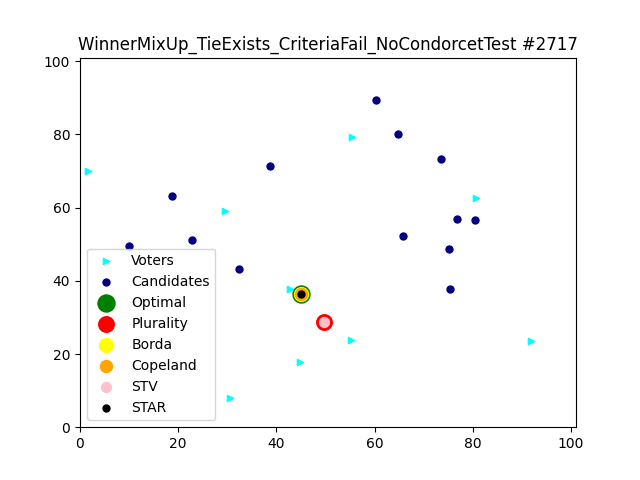 WinnerMixUp_TieExists_CriteriaFail_NoCondorcetTest #2717
100
80
60
40
20
0
Voters
Candidates
Optimal
Plurality
Borda
Copeland
STV
STAR
0 20 40 60 80 100